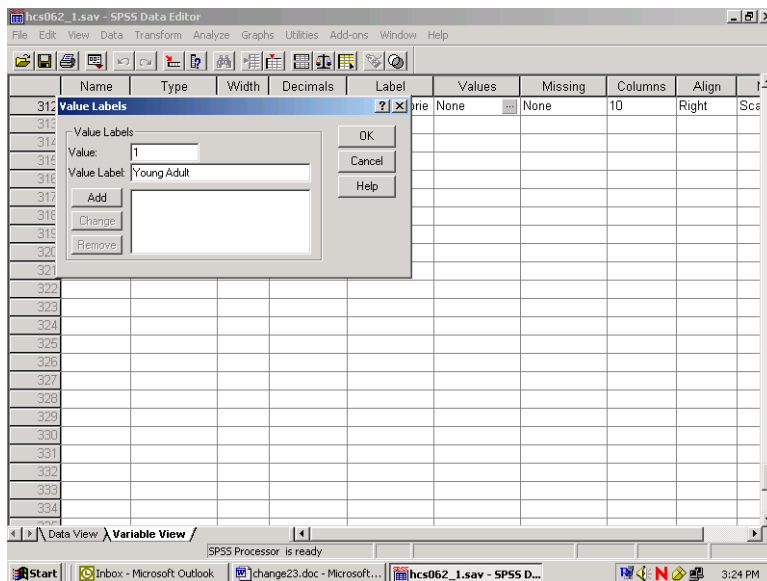 hcs062_1.sav - SPSS Data Editor
File Edit View Data Transform Analyze Graphs Utilities Add-ons Window Help
Name Type Width Decimals Label Values Missing Columns Align
312 None ... None 10 Right Sca
Value Labels
Value Labels
Value: 1
Value Label: Young Adult
Add
Change
Remove
OK
Cancel
Help
313
314
315
316
317
318
319
320
321
322
323
324
325
326
327
328
329
330
331
332
333
334
Data View Variable View
SPSS Processor is ready
Start Inbox - Microsoft Outlook change23.doc - Microsoft... hcs062_1.sav - SPSS D... 3:24 PM